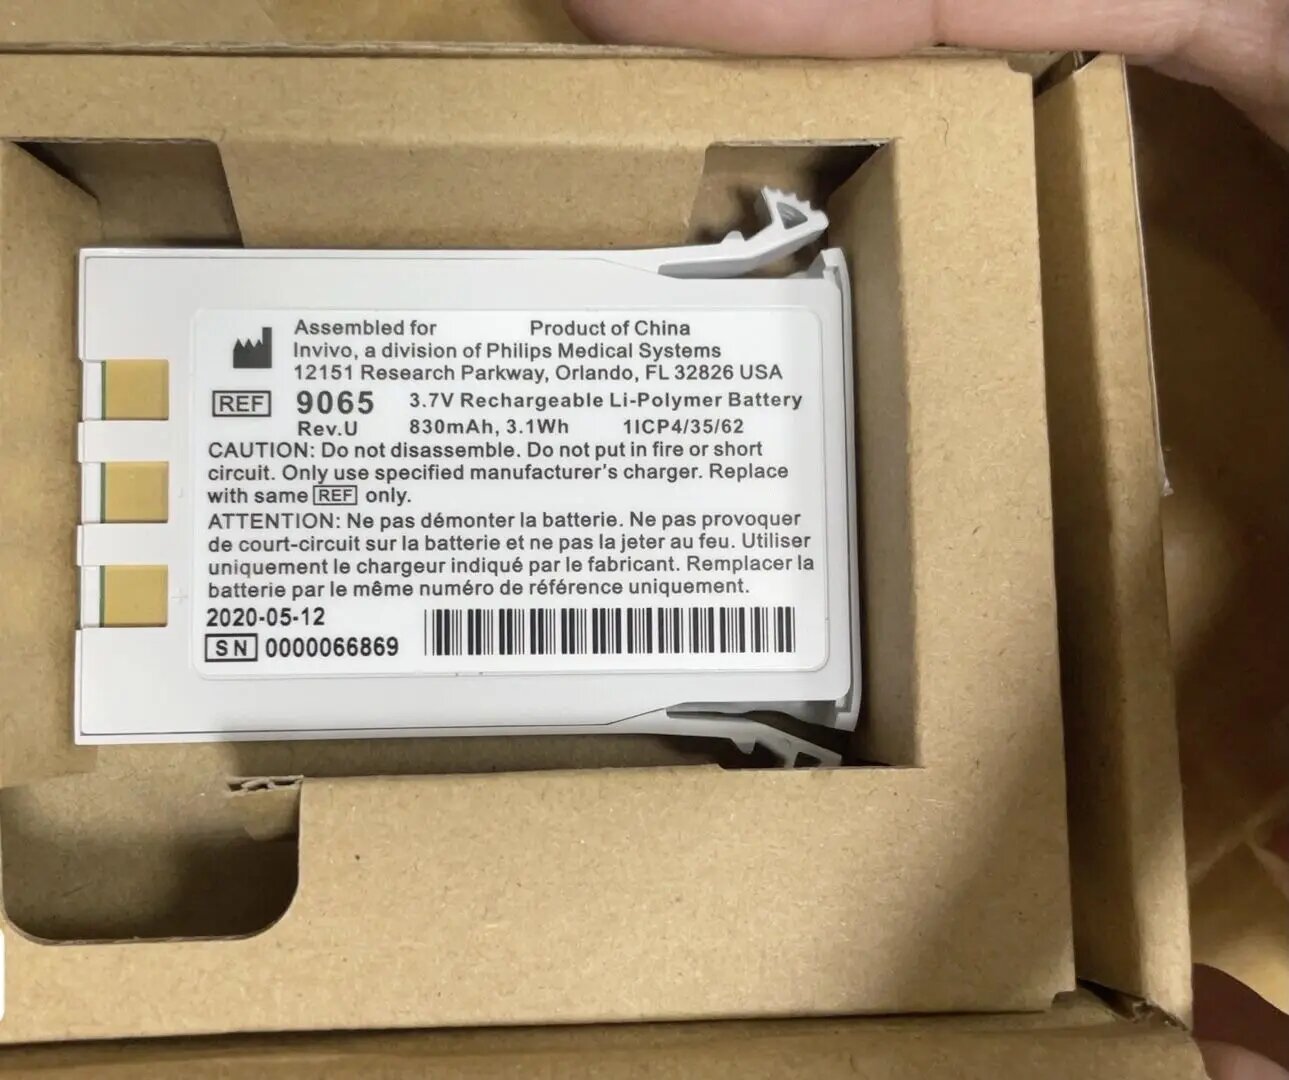 Assembled for Product of China
Invivo, a division of Philips Medical Systems
12151 Research Parkway, Orlando, FL 32826 USA
REF 9065 3.7V Rechargeable Li-Polymer Battery
Rev.U 830mAh, 3.1Wh 1ICP4/35/62
CAUTION: Do not disassemble. Do not put in fire or short
circuit. Only use specified manufacturer's charger. Replace
with same REF only.
ATTENTION: Ne pas démonter la batterie. Ne pas provoquer
de court-circuit sur la batterie et ne pas la jeter au feu. Utiliser
uniquement le chargeur indiqué par le fabricant. Remplacer la
batterie par le même numéro de référence uniquement.
2020-05-12
SN 0000066869